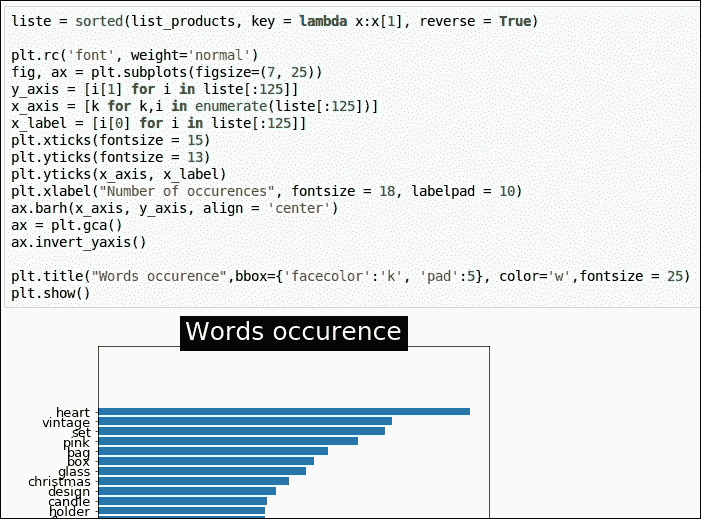 liste = sorted(list_products, key = lambda x:x[1], reverse = True)
plt.rc('font', weight='normal')
fig, ax = plt.subplots(figsize=(7, 25))
y_axis = [i[1] for i in liste[:125]]
x_axis = [k for k,i in enumerate(liste[:125])]
x_label = [i[0] for i in liste[:125]]
plt.xticks(fontsize = 15)
plt.yticks(fontsize = 13)
plt.yticks(x_axis, x_label)
plt.xlabel("Number of occurences", fontsize = 18, labelpad = 10)
ax.barh(x_axis, y_axis, align = 'center')
ax = plt.gca()
ax.invert_yaxis()
plt.title("Words occurence",bbox={'facecolor':'k', 'pad':5}, color='w',fontsize = 25)
plt.show()
Words occurence
heart
vintage
set
pink
bag
box
glass
christmas
design
candle
holder